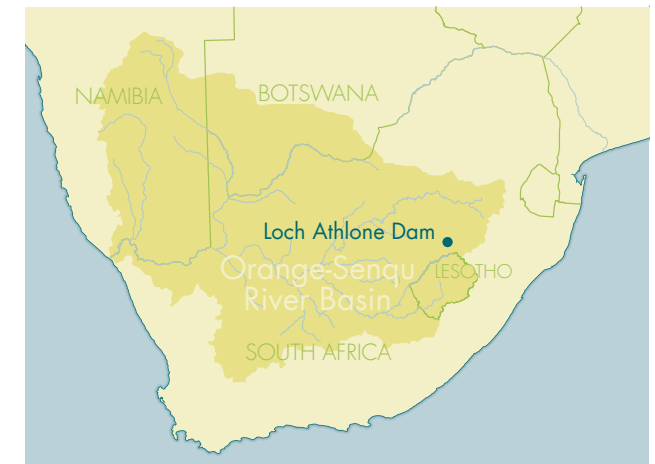 NAMIBIA
BOTSWANA
Loch Athlone Dam
Orange-Senqu
River Basin
LESOTHO
SOUTH AFRICA